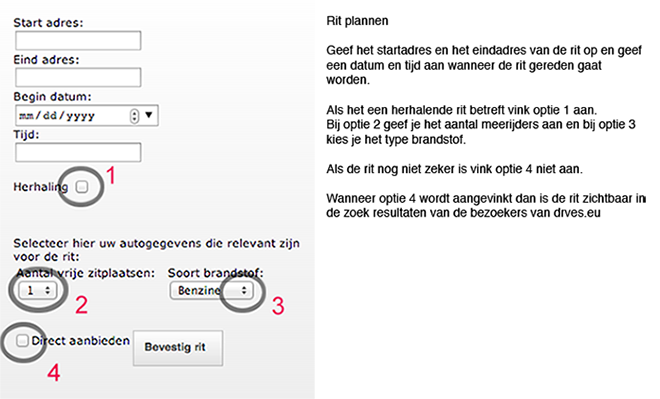 Start adres:
Eind adres:
Begin datum:
mm/dd/yyyy
Tijd:
Herhaling
1
Selecteer hier uw autogegevens die relevant zijn
voor de rit:
Aantal vrije zitplaatsen: Soort brandstof:
1 Benzine
2 3
Direct aanbieden Bevestig rit
4
Rit plannen
Geef het startadres en het eindadres van de rit op en geef
een datum en tijd aan wanneer de rit gereden gaat
worden.
Als het een herhalende rit betreft vink optie 1 aan.
Bij optie 2 geef je het aantal meerijders aan en bij optie 3
kies je het type brandstof.
Als de rit nog niet zeker is vink optie 4 niet aan.
Wanneer optie 4 wordt aangevinkt dan is de rit zichtbaar in
de zoek resultaten van de bezoekers van drves.eu